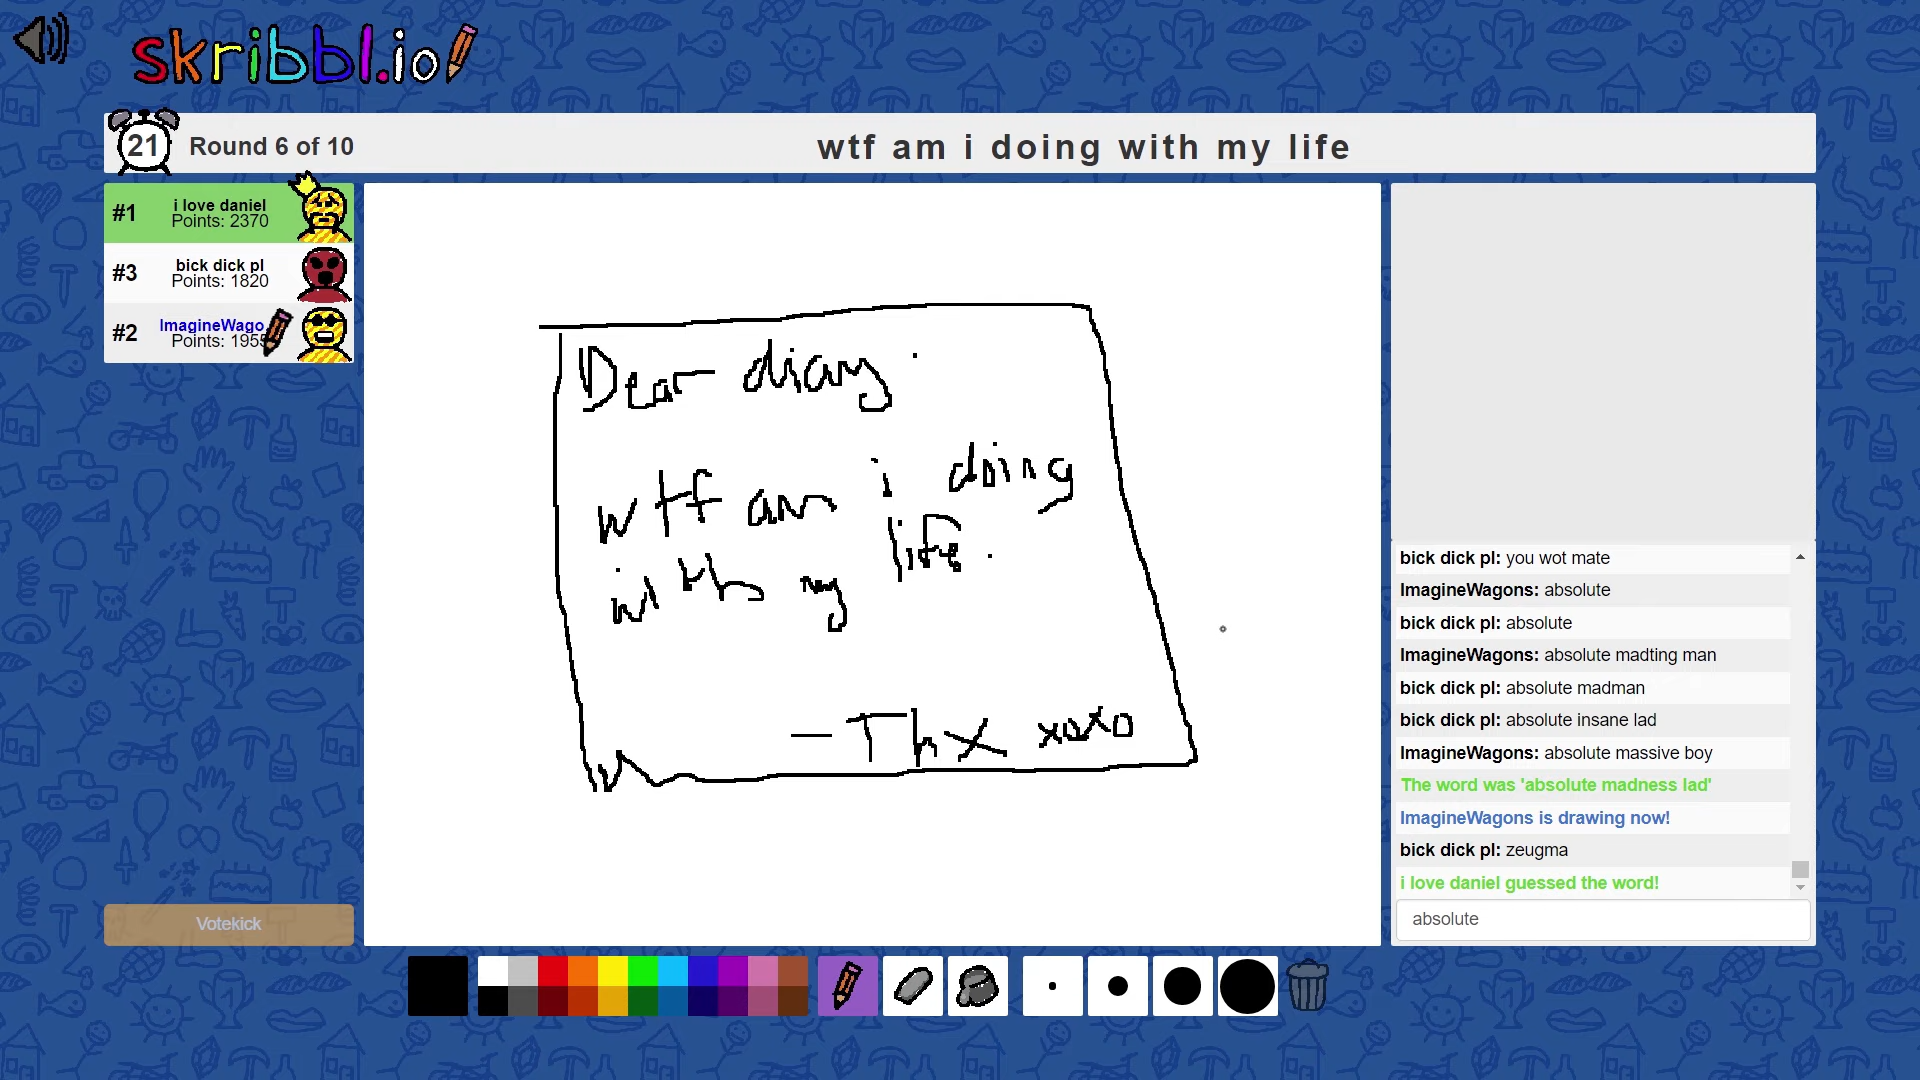 skribbl.io
21 Round 6 of 10
wtf am i doing with my life
#1 i love daniel
Points: 2370
#3 bick dick pl
Points: 1820
#2 ImagineWago
Points: 1955
Votekick
Dear diary.
wtf am i doing
with my life.
- Thx xoxo
bick dick pl: you wot mate
ImagineWagons: absolute
bick dick pl: absolute
ImagineWagons: absolute madting man
bick dick pl: absolute madman
bick dick pl: absolute insane lad
ImagineWagons: absolute massive boy
The word was 'absolute madness lad'
ImagineWagons is drawing now!
bick dick pl: zeugma
i love daniel guessed the word!
absolute